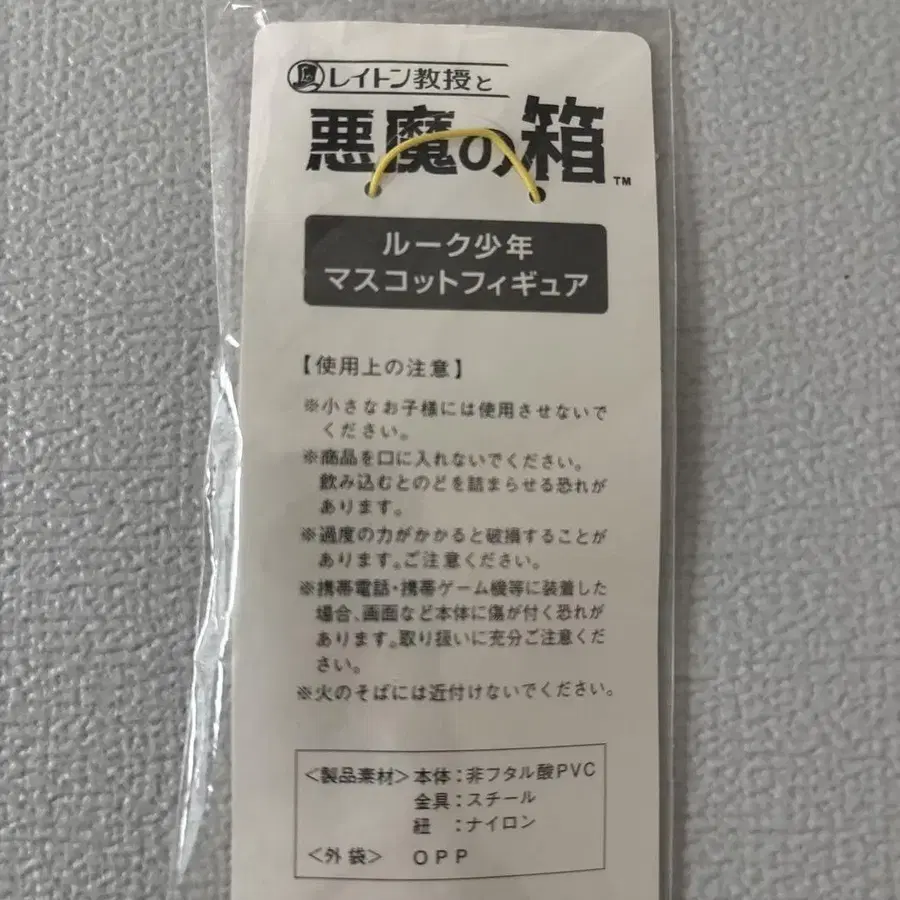 レイトン教授と
悪魔の箱™
ルーク少年
マスコットフィギュア
【使用上の注意】
※小さなお子様には使用させないで
ください。
※商品を口に入れないでください。
飲み込むとのどを詰まらせる恐れが
あります。
※過度の力がかかると破損することが
あります。ご注意ください。
※携帯電話・携帯ゲーム機等に装着した
場合、画面など本体に傷が付く恐れが
あります。取り扱いに充分ご注意くだ
さい。
※火のそばには近付けないでください。
<製品素材> 本体:非フタル酸PVC
金具:スチール
紐 :ナイロン
<外袋> OPP